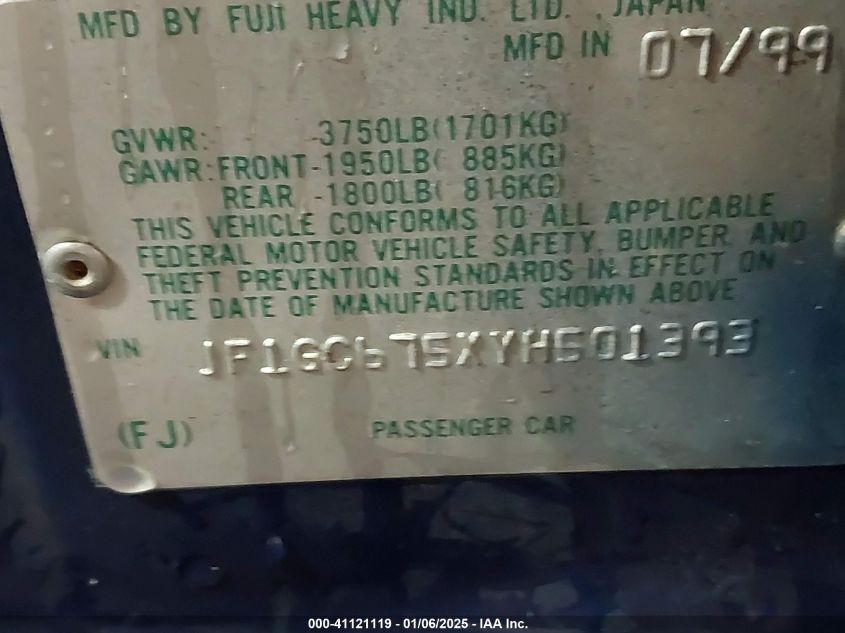 MFD BY FUJI HEAVY IND. LTD. JAPAN
MFD IN 07/99
GVWR: 3750LB(1701KG)
GAWR:FRONT-1950LB( 885KG)
REAR -1800LB( 816KG)
THIS VEHICLE CONFORMS TO ALL APPLICABLE
FEDERAL MOTOR VEHICLE SAFETY, BUMPER, AND
THEFT PREVENTION STANDARDS IN EFFECT ON
THE DATE OF MANUFACTURE SHOWN ABOVE
VIN JF1GC675XYH501393
(FJ) PASSENGER CAR
000-41121119 - 01/06/2025 - IAA Inc.